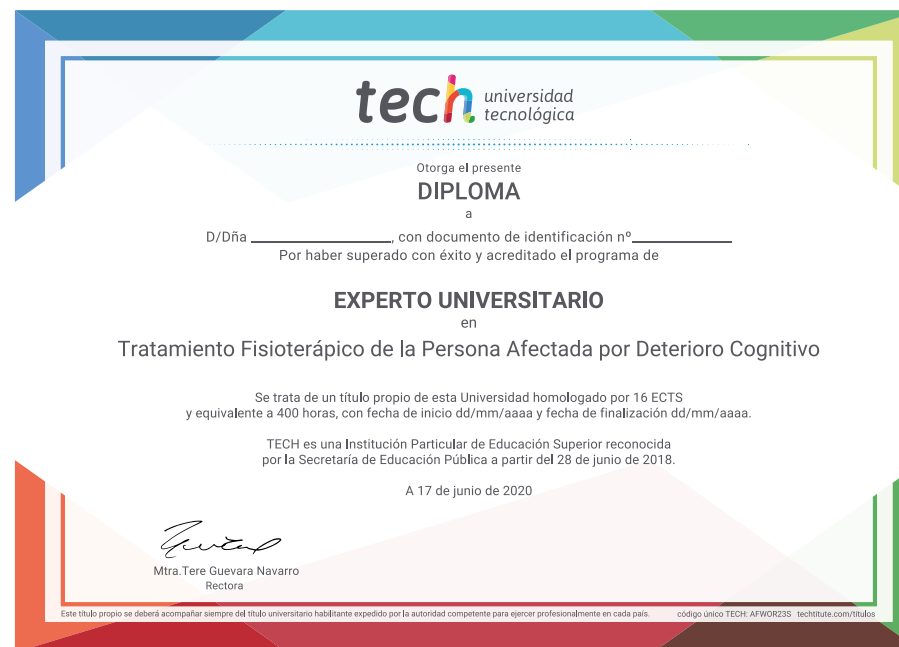 tech universidad
tecnológica
Otorga el presente
DIPLOMA
a
D/Dña ________________, con documento de identificación nº____________
Por haber superado con éxito y acreditado el programa de
EXPERTO UNIVERSITARIO
en
Tratamiento Fisioterápico de la Persona Afectada por Deterioro Cognitivo
Se trata de un título propio de esta Universidad homologado por 16 ECTS
y equivalente a 400 horas, con fecha de inicio dd/mm/aaaa y fecha de finalización dd/mm/aaaa.
TECH es una Institución Particular de Educación Superior reconocida
por la Secretaría de Educación Pública a partir del 28 de junio de 2018.
A 17 de junio de 2020
Mtra.Tere Guevara Navarro
Rectora
Este título propio se deberá acompañar siempre del título universitario habilitante expedido por la autoridad competente para ejercer profesionalmente en cada país. código único TECH: AFWOR23S techtitute.com/titulos